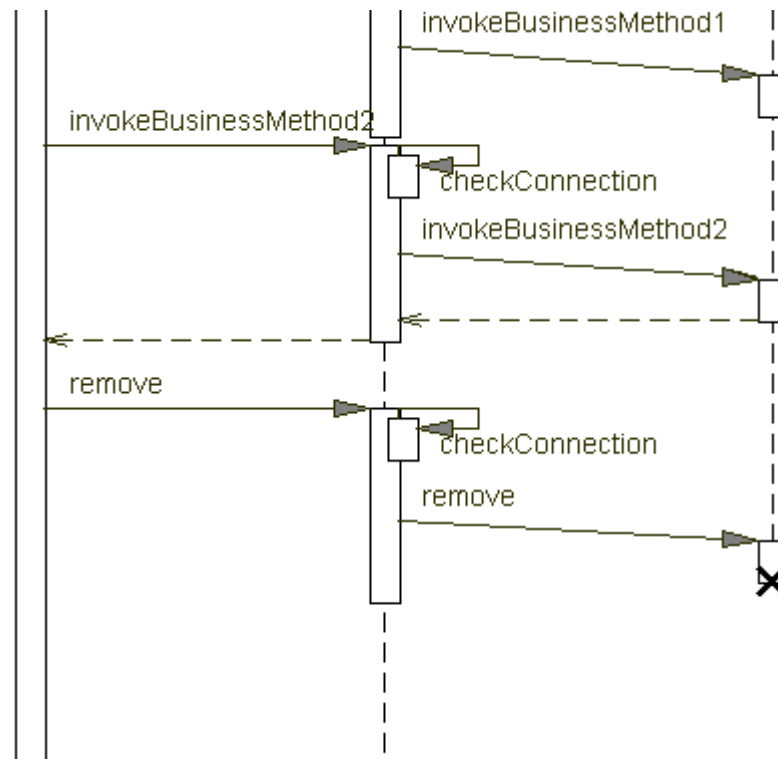 invokeBusinessMethod1
invokeBusinessMethod2
checkConnection
invokeBusinessMethod2
remove
checkConnection
remove